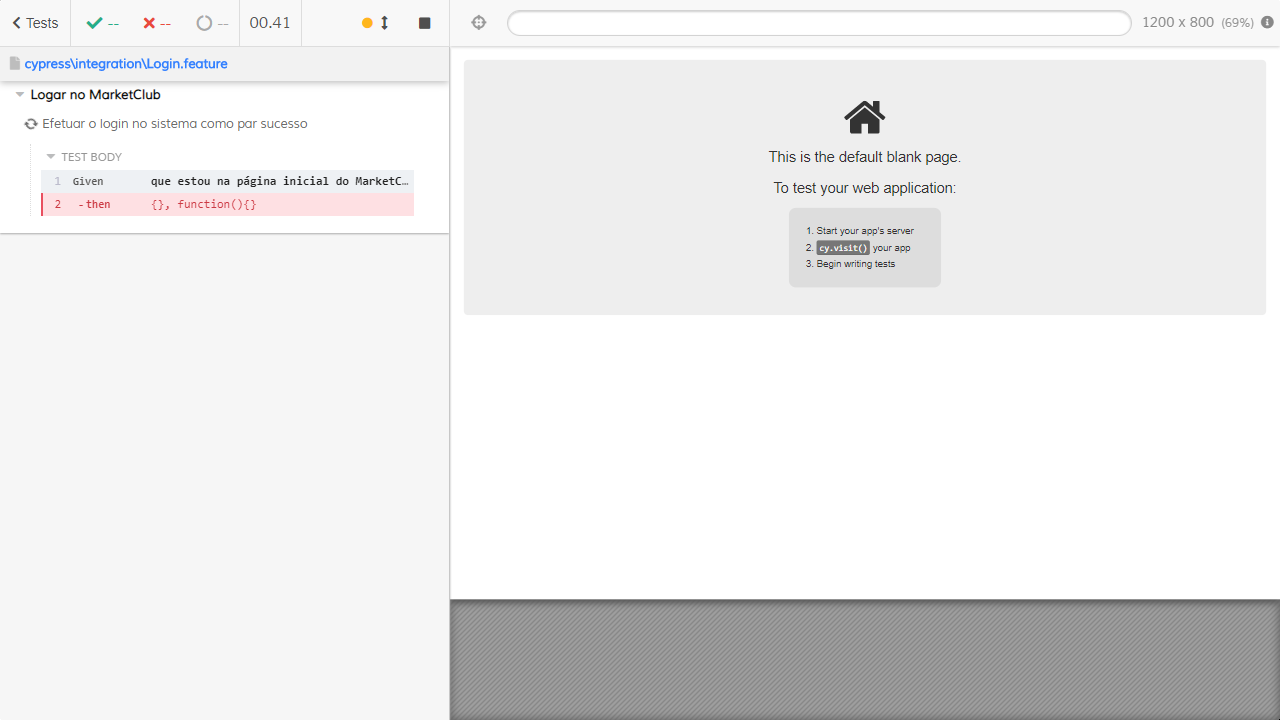 Tests -- -- -- 00.41
1200 x 800 (69%)
cypress\integration\Login.feature
Logar no MarketClub
Efetuar o login no sistema como par sucesso
TEST BODY
1 Given que estou na página inicial do MarketC…
2 -then {}, function(){}
This is the default blank page.
To test your web application:
1. Start your app's server
2. cy.visit() your app
3. Begin writing tests